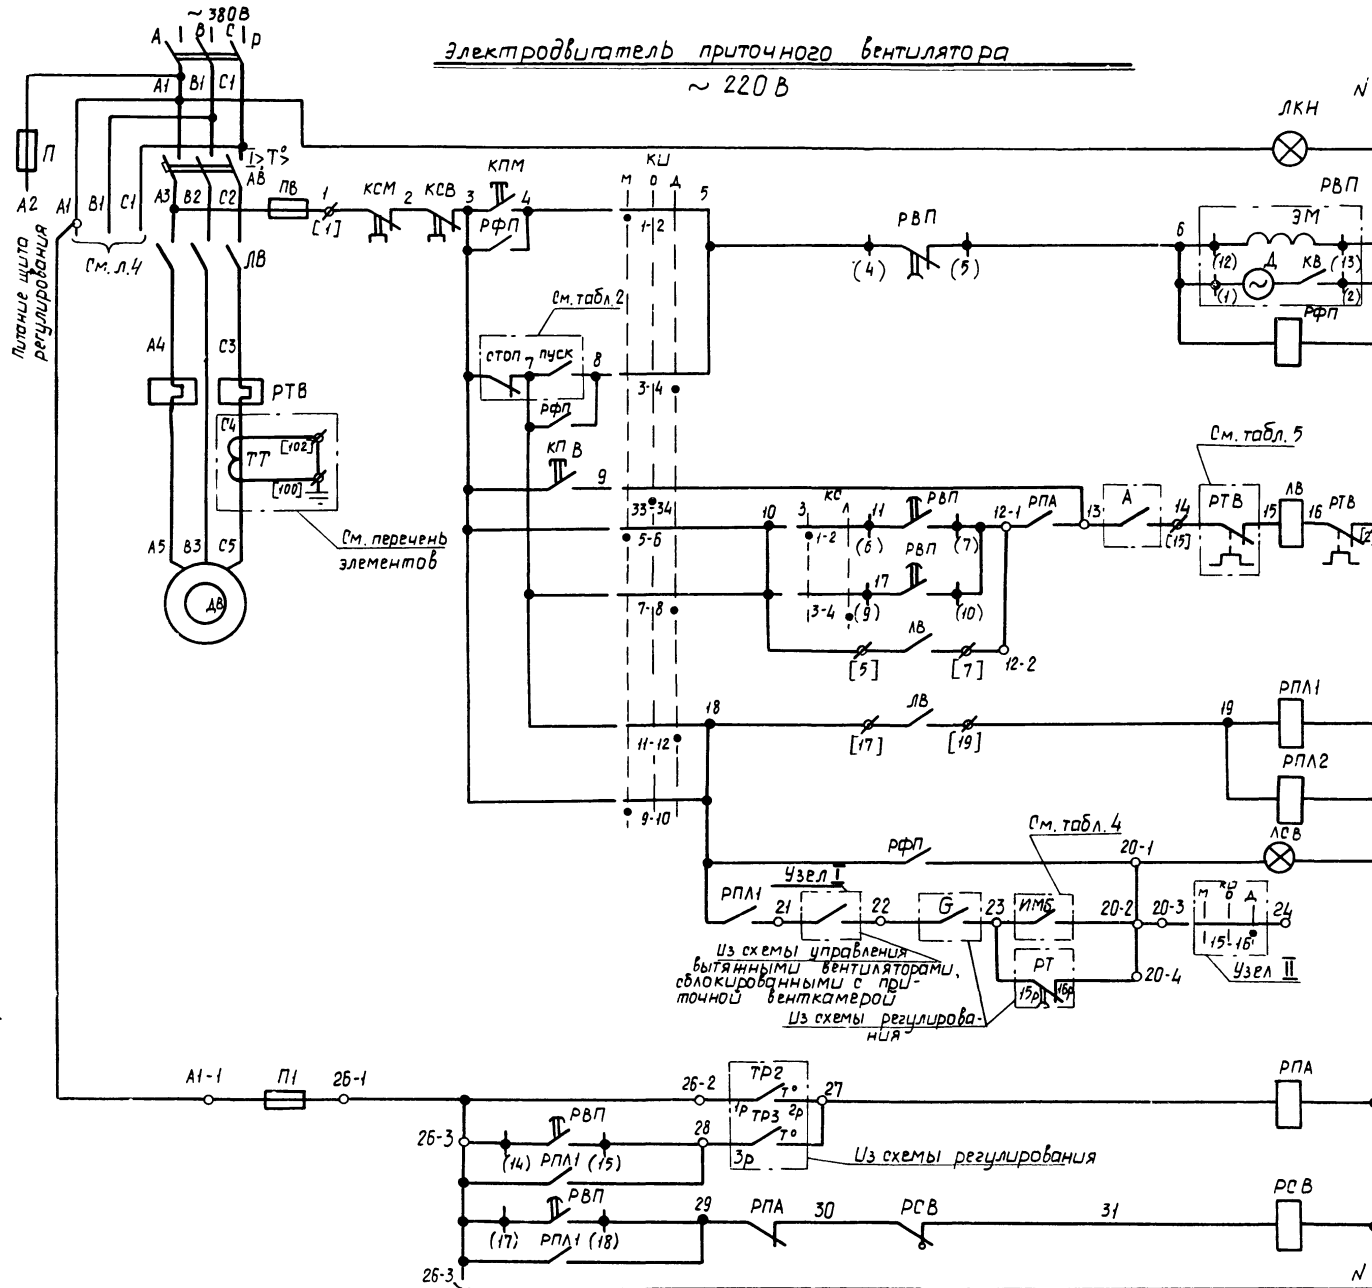 ~ 380В
А В С Р
Электродвигатель приточного вентилятора
~ 220 В
N
А1 В1 С1
ЛКН
П
I> Т°>
АВ
КПМ
КЦ
РВП
А2 А1 В1 С1
А3 В2 С2
ПВ 1 КСМ 2 КСВ 3 РФП 4
М О Д 5
[1]
1-2
РВП
(4) (5)
6 ЭМ
(12) Д КВ (13)
(1) (2)
РФП
Питание щита
регулирования
См. л.4
ЛВ
См. табл. 2
А4 С3
стоп 7 пуск 8
3-4
РТВ
РФП
С4 [102]
ТТ
[100]
КП В 9
См. табл. 5
33-34
10 КС 11 РВП 12-1 РПА 13 А 14 РТВ 15 ЛВ 16 РТВ
З Л
5-6
1-2 (6) (7)
[15] [2
См. перечень
элементов
А5 В3 С5
РВП
17
7-8
3-4 (9) (10)
ДВ
ЛВ
[5] [7] 12-2
18 ЛВ 19 РПЛ1
11-12
[17] [19]
РПЛ2
9-10
См. табл. 4
ЛСВ
РФП 20-1
Узел I
РПЛ1 21 22 G 23 ИМБ 20-2 20-3 М О Д 24
15-16
Узел II
Из схемы управления
вытяжными вентиляторами,
сблокированными с при-
точной венткамерой
РТ
15р 16р
20-4
Из схемы регулирова-
ния
А1-1 П1 26-1 26-2 ТР2 27 РПА
Т°
1р 2р
26-3 РВП 28 ТР3
Т°
(14) РПЛ1 (15) 3р
Из схемы регулирования
РВП 29 РПА 30 РСВ 31 РСВ
(17) РПЛ1 (18)
26-3
N